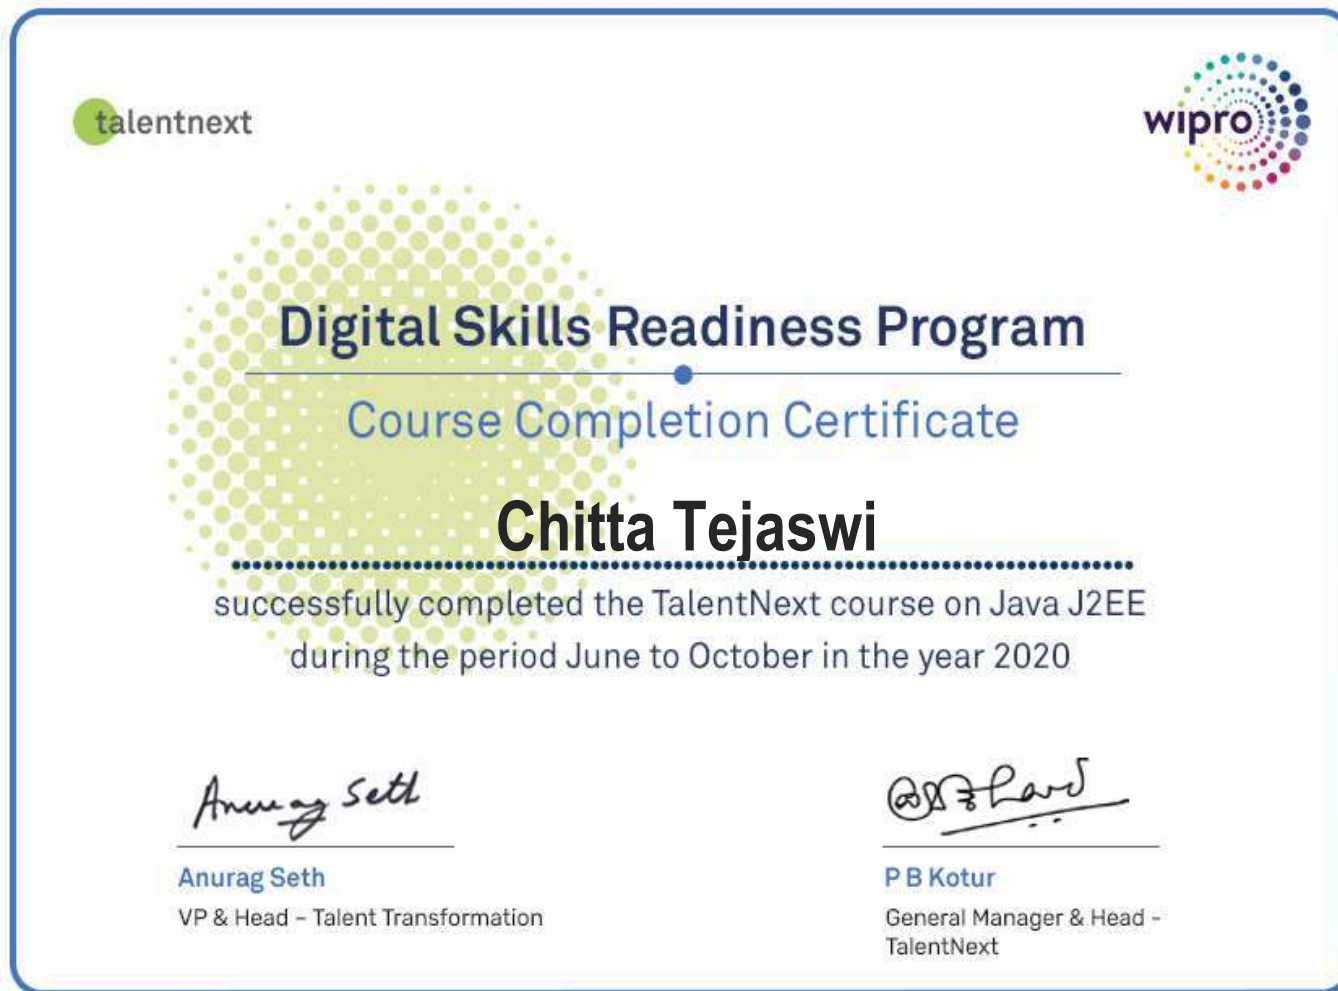 talentnext
wipro
Digital Skills Readiness Program
Course Completion Certificate
Chitta Tejaswi
successfully completed the TalentNext course on Java J2EE
during the period June to October in the year 2020
Anurag Seth
Anurag Seth
VP & Head – Talent Transformation
P B Kotur
General Manager & Head -
TalentNext